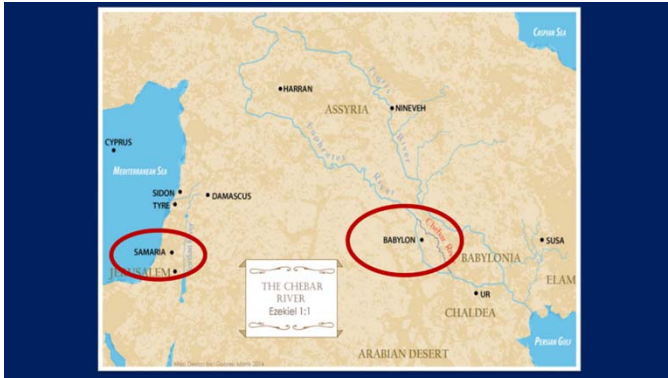 CASPIAN SEA
HARRAN
Tigris River
ASSYRIA
NINEVEH
CYPRUS
Euphrates River
MEDITERRANEAN SEA
SIDON
DAMASCUS
TYRE
Chebar
SAMARIA
BABYLON
SUSA
BABYLONIA
JERUSALEM
ELAM
THE CHEBAR
RIVER
Ezekiel 1:1
UR
CHALDEA
PERSIAN GULF
ARABIAN DESERT